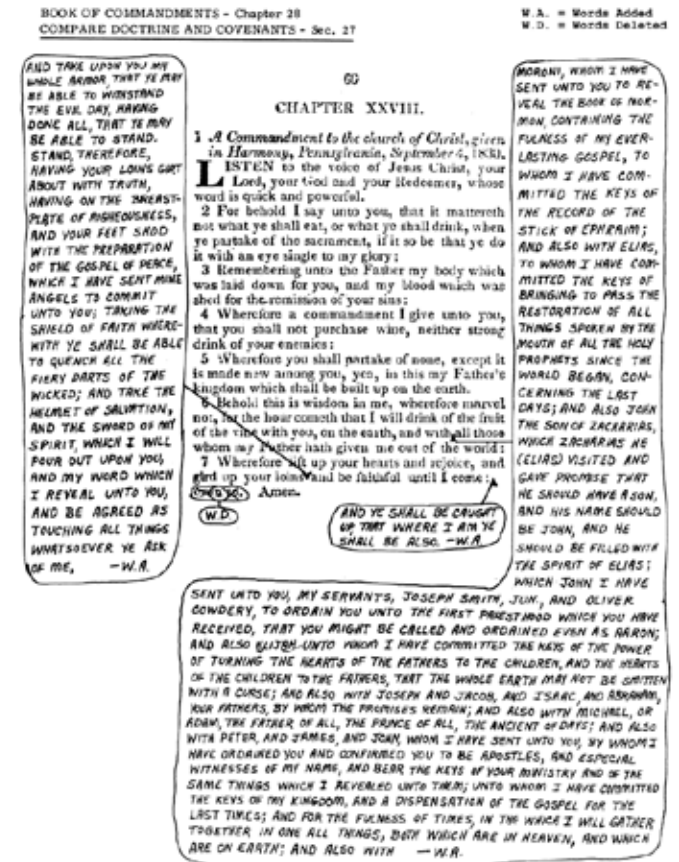 BOOK OF COMMANDMENTS - Chapter 28
COMPARE DOCTRINE AND COVENANTS - Sec. 27
W.A. = Words Added
W.D. = Words Deleted
AND TAKE UPON YOU MY
WHOLE ARMOR, THAT YE MAY
BE ABLE TO WITHSTAND
THE EVIL DAY, HAVING
DONE ALL, THAT YE MAY
BE ABLE TO STAND.
STAND, THEREFORE,
HAVING YOUR LOINS GIRT
ABOUT WITH TRUTH,
HAVING ON THE BREAST-
PLATE OF RIGHTEOUSNESS,
AND YOUR FEET SHOD
WITH THE PREPARATION
OF THE GOSPEL OF PEACE,
WHICH I HAVE SENT MINE
ANGELS TO COMMIT
UNTO YOU; TAKING THE
SHIELD OF FAITH WHERE-
WITH YE SHALL BE ABLE
TO QUENCH ALL THE
FIERY DARTS OF THE
WICKED; AND TAKE THE
HELMET OF SALVATION,
AND THE SWORD OF MY
SPIRIT, WHICH I WILL
POUR OUT UPON YOU,
AND MY WORD WHICH
I REVEAL UNTO YOU,
AND BE AGREED AS
TOUCHING ALL THINGS
WHATSOEVER YE ASK
OF ME, —W.A.
60
CHAPTER XXVIII.
1 A Commandment to the church of Christ, given
in Harmony, Pennsylvania, September 4, 1830.
LISTEN to the voice of Jesus Christ, your
Lord, your God and your Redeemer, whose
word is quick and powerful.
2 For behold I say unto you, that it mattereth
not what ye shall eat, or what ye shall drink, when
ye partake of the sacrament, if it so be that ye do
it with an eye single to my glory:
3 Remembering unto the Father my body which
was laid down for you, and my blood which was
shed for the remission of your sins:
4 Wherefore a commandment I give unto you,
that you shall not purchase wine, neither strong
drink of your enemies:
5 Wherefore you shall partake of none, except it
is made new among you, yea, in this my Father's
kingdom which shall be built up on the earth.
6 Behold this is wisdom in me, wherefore marvel
not, for the hour cometh that I will drink of the fruit
of the vine with you, on the earth, and with all those
whom my Father hath given me out of the world:
7 Wherefore lift up your hearts and rejoice, and
gird up your loins and be faithful until I come:
Amen.
W.D.
AND YE SHALL BE CAUGHT
UP, THAT WHERE I AM YE
SHALL BE ALSO. —W.A.
MORONI, WHOM I HAVE
SENT UNTO YOU TO RE-
VEAL THE BOOK OF MOR-
MON, CONTAINING THE
FULNESS OF MY EVER-
LASTING GOSPEL, TO
WHOM I HAVE COM-
MITTED THE KEYS OF
THE RECORD OF THE
STICK OF EPHRAIM;
AND ALSO WITH ELIAS,
TO WHOM I HAVE COM-
MITTED THE KEYS OF
BRINGING TO PASS THE
RESTORATION OF ALL
THINGS SPOKEN BY THE
MOUTH OF ALL THE HOLY
PROPHETS SINCE THE
WORLD BEGAN, CON-
CERNING THE LAST
DAYS; AND ALSO JOHN
THE SON OF ZACHARIAS,
WHICH ZACHARIAS HE
(ELIAS) VISITED AND
GAVE PROMISE THAT
HE SHOULD HAVE A SON,
AND HIS NAME SHOULD
BE JOHN, AND HE
SHOULD BE FILLED WITH
THE SPIRIT OF ELIAS;
WHICH JOHN I HAVE
SENT UNTO YOU, MY SERVANTS, JOSEPH SMITH, JUN., AND OLIVER
COWDERY, TO ORDAIN YOU UNTO THE FIRST PRIESTHOOD WHICH YOU HAVE
RECEIVED, THAT YOU MIGHT BE CALLED AND ORDAINED EVEN AS AARON;
AND ALSO ELIJAH UNTO WHOM I HAVE COMMITTED THE KEYS OF THE POWER
OF TURNING THE HEARTS OF THE FATHERS TO THE CHILDREN, AND THE HEARTS
OF THE CHILDREN TO THE FATHERS, THAT THE WHOLE EARTH MAY NOT BE SMITTEN
WITH A CURSE; AND ALSO WITH JOSEPH AND JACOB, AND ISAAC, AND ABRAHAM,
YOUR FATHERS, BY WHOM THE PROMISES REMAIN; AND ALSO WITH MICHAEL, OR
ADAM, THE FATHER OF ALL, THE PRINCE OF ALL, THE ANCIENT OF DAYS; AND ALSO
WITH PETER, AND JAMES, AND JOHN, WHOM I HAVE SENT UNTO YOU, BY WHOM I
HAVE ORDAINED YOU AND CONFIRMED YOU TO BE APOSTLES, AND ESPECIAL
WITNESSES OF MY NAME, AND BEAR THE KEYS OF YOUR MINISTRY AND OF THE
SAME THINGS WHICH I REVEALED UNTO THEM; UNTO WHOM I HAVE COMMITTED
THE KEYS OF MY KINGDOM, AND A DISPENSATION OF THE GOSPEL FOR THE
LAST TIMES; AND FOR THE FULNESS OF TIMES, IN THE WHICH I WILL GATHER
TOGETHER IN ONE ALL THINGS, BOTH WHICH ARE IN HEAVEN, AND WHICH
ARE ON EARTH; AND ALSO WITH —W.A.